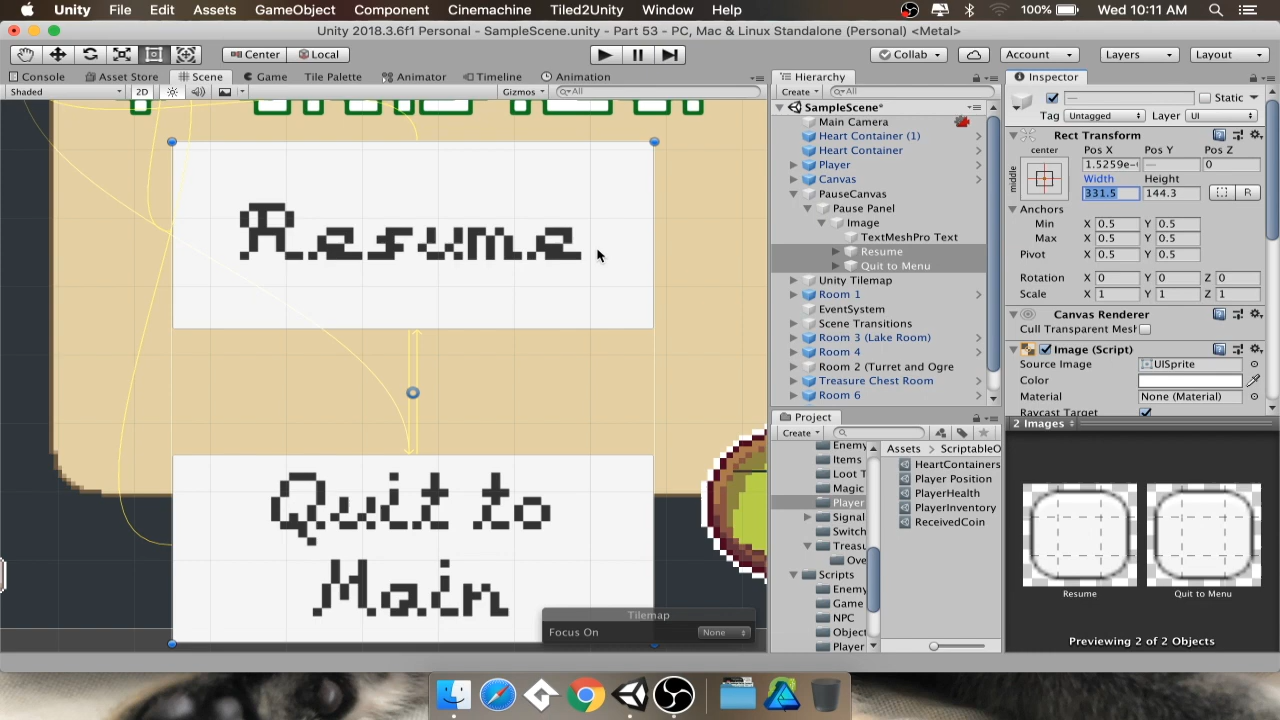 Unity File Edit Assets GameObject Component Cinemachine Tiled2Unity Window Help 100% Wed 10:11 AM
Unity 2018.3.6f1 Personal - SampleScene.unity - Part 53 - PC, Mac & Linux Standalone (Personal) <Metal>
Center Local Collab Account Layers Layout
Console Asset Store Scene Game Tile Palette Animator Timeline Animation
Shaded 2D Gizmos All
Resume
Quit to
Main
Tilemap
Focus On None
Hierarchy
Create All
SampleScene*
Main Camera
Heart Container (1)
Heart Container
Player
Canvas
PauseCanvas
Pause Panel
Image
TextMeshPro Text
Resume
Quit to Menu
Unity Tilemap
Room 1
EventSystem
Scene Transitions
Room 3 (Lake Room)
Room 4
Room 2 (Turret and Ogre
Treasure Chest Room
Room 6
Project
Create
Enemy
Items
Loot T
Magic
Player
Signal
Switch
Treasu
Ove
Scripts
Enemy
Game
NPC
Object
Player
Assets ScriptableO
HeartContainers
Player Position
PlayerHealth
PlayerInventory
ReceivedCoin
Inspector
— Static
Tag Untagged Layer UI
Rect Transform
center
middle
Pos X Pos Y Pos Z
1.5259e- — 0
Width Height
331.5 144.3 R
Anchors
Min X 0.5 Y 0.5
Max X 0.5 Y 0.5
Pivot X 0.5 Y 0.5
Rotation X 0 Y 0 Z 0
Scale X 1 Y 1 Z 1
Canvas Renderer
Cull Transparent Mesh
Image (Script)
Source Image UISprite
Color
Material None (Material)
Raycast Target
2 Images
Resume Quit to Menu
Previewing 2 of 2 Objects